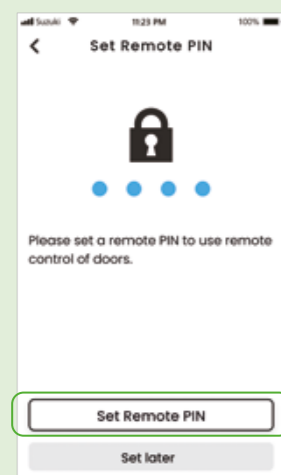 Suzuki 11:23 PM 100%
Set Remote PIN
Please set a remote PIN to use remote
control of doors.
Set Remote PIN
Set later